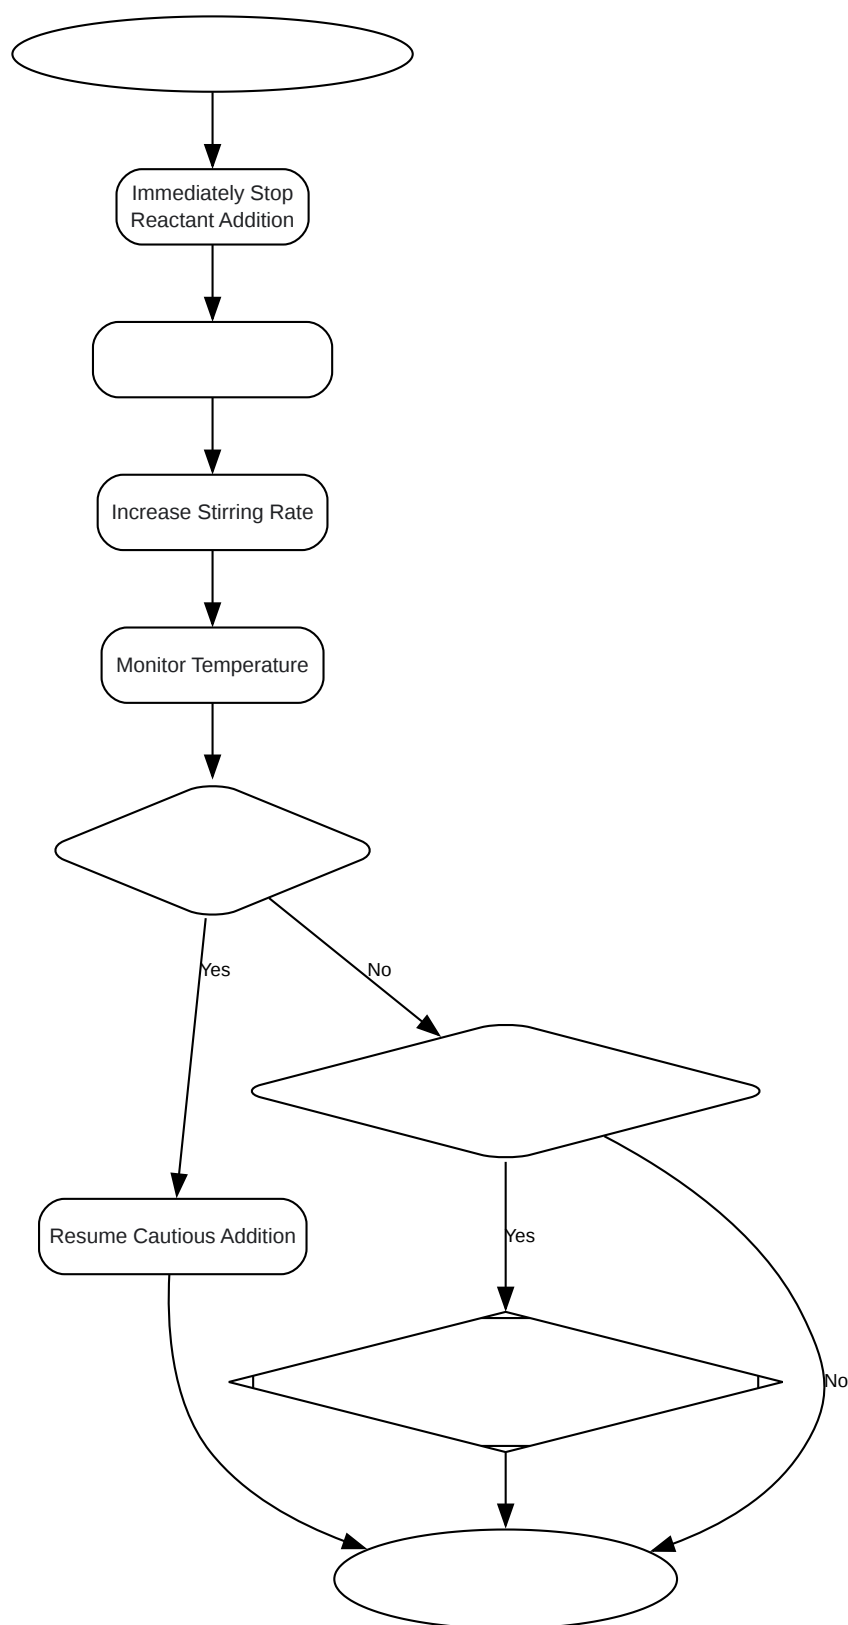 Immediately Stop
Reactant Addition
Increase Stirring Rate
Monitor Temperature
Yes
No
Yes
Resume Cautious Addition
No